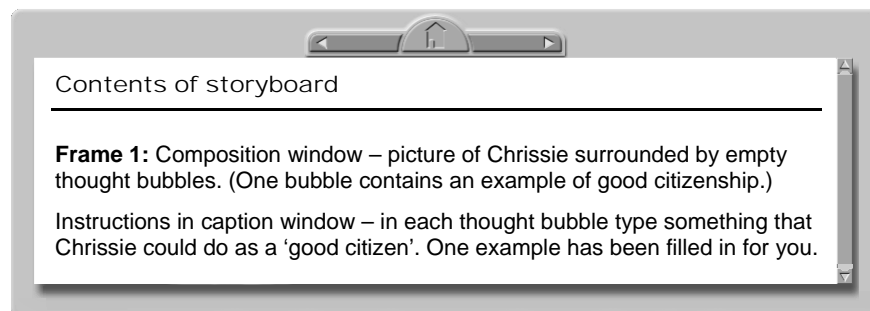 Contents of storyboard
Frame 1: Composition window – picture of Chrissie surrounded by empty
thought bubbles. (One bubble contains an example of good citizenship.)
Instructions in caption window – in each thought bubble type something that
Chrissie could do as a ‘good citizen’. One example has been filled in for you.